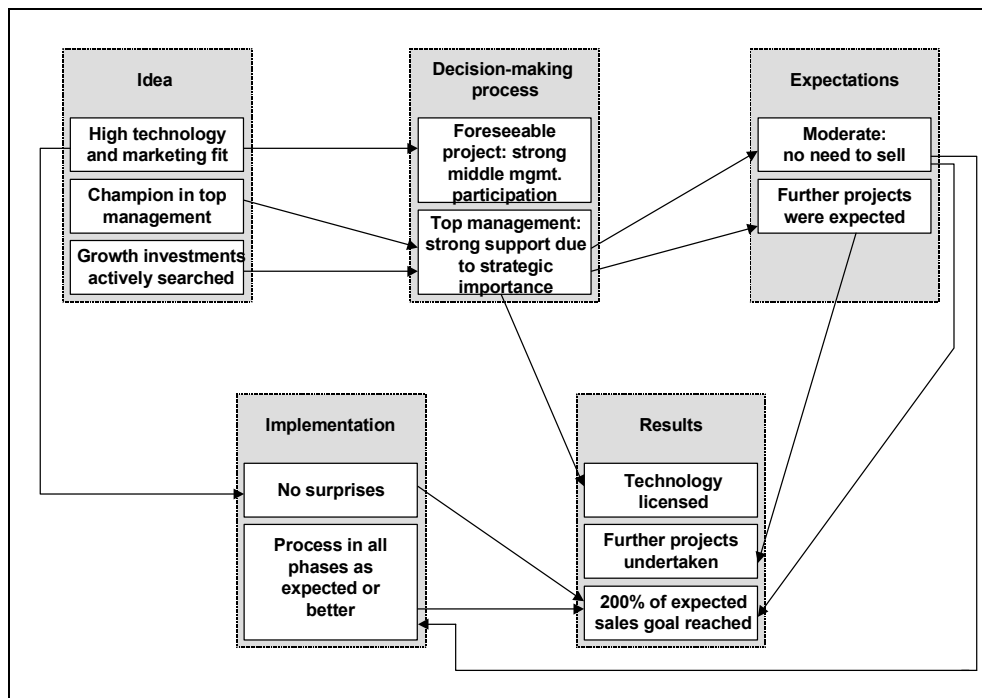 Idea
High technology
and marketing fit
Champion in top
management
Growth investments
actively searched
Decision-making
process
Foreseeable
project: strong
middle mgmt.
participation
Top management:
strong support due
to strategic
importance
Expectations
Moderate:
no need to sell
Further projects
were expected
Implementation
No surprises
Process in all
phases as
expected or
better
Results
Technology
licensed
Further projects
undertaken
200% of expected
sales goal reached